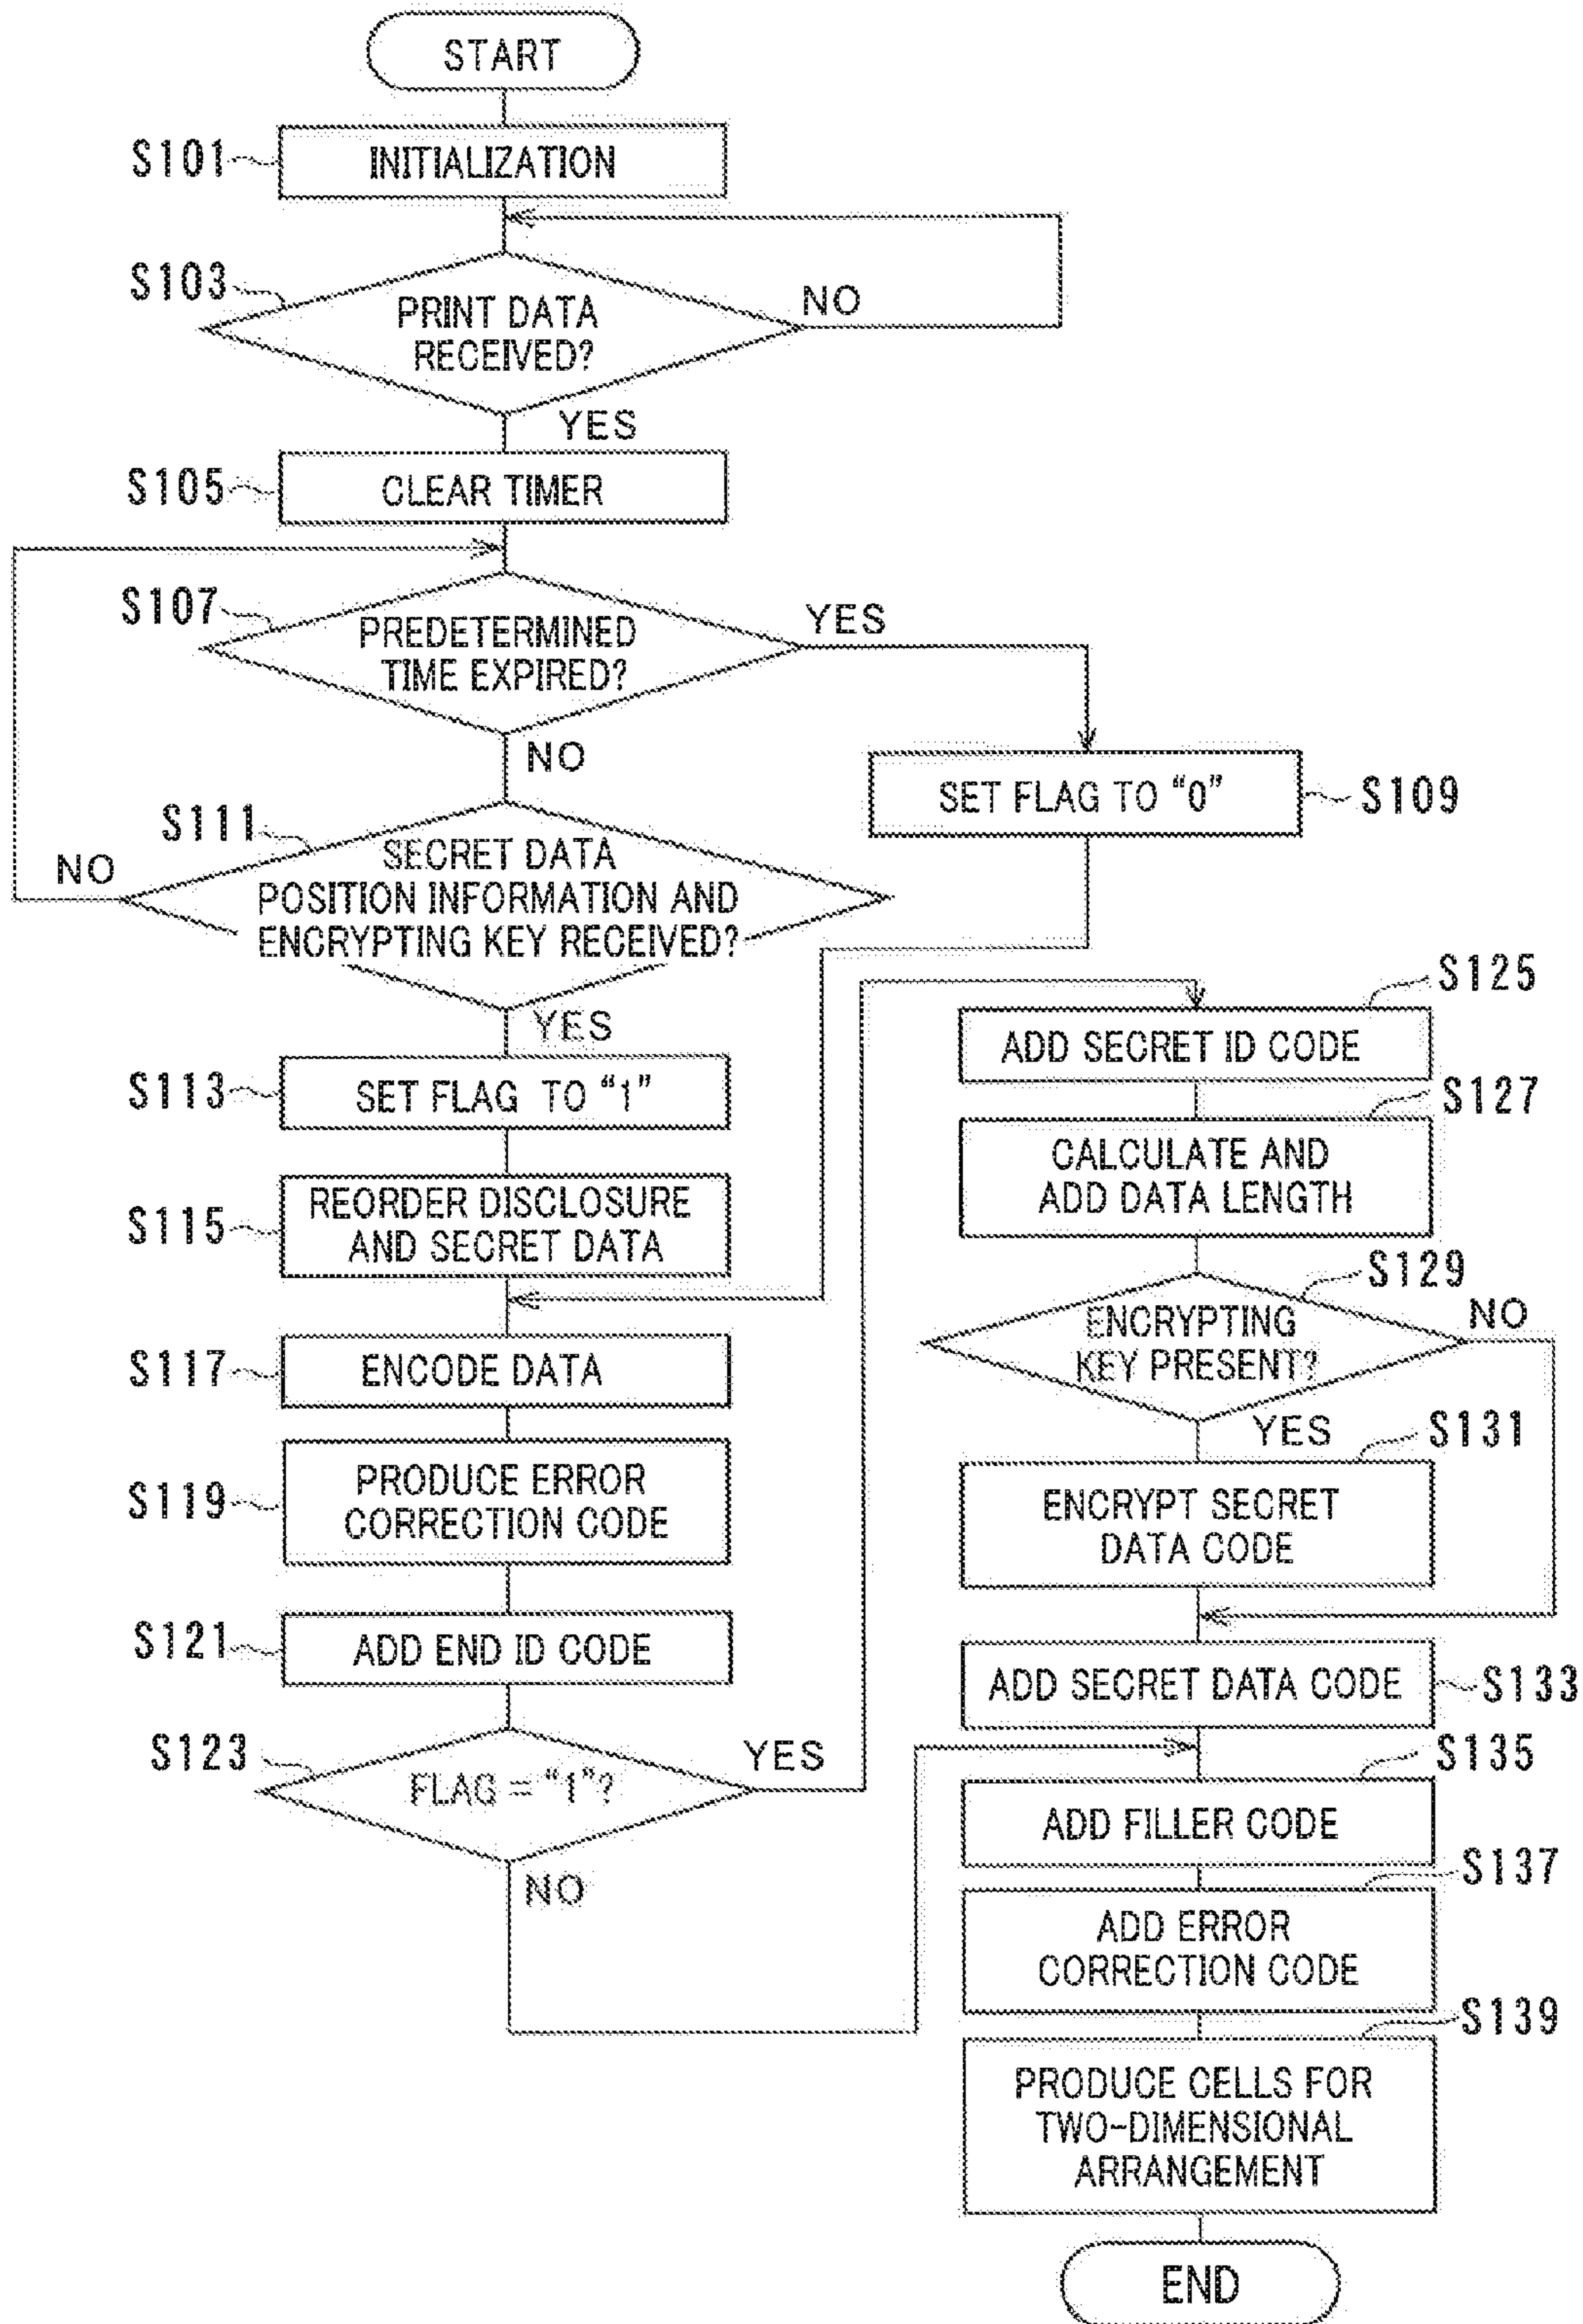 START
S101
INITIALIZATION
S103
PRINT DATA
RECEIVED?
NO
YES
S105
CLEAR TIMER
S107
PREDETERMINED
TIME EXPIRED?
YES
NO
SET FLAG TO “0”
S109
S111
SECRET DATA
POSITION INFORMATION AND
ENCRYPTING KEY RECEIVED?
NO
YES
S113
SET FLAG TO “1”
S115
REORDER DISCLOSURE
AND SECRET DATA
S117
ENCODE DATA
S119
PRODUCE ERROR
CORRECTION CODE
S121
ADD END ID CODE
S123
FLAG = “1”?
YES
NO
S125
ADD SECRET ID CODE
S127
CALCULATE AND
ADD DATA LENGTH
S129
ENCRYPTING
KEY PRESENT?
NO
YES
S131
ENCRYPT SECRET
DATA CODE
ADD SECRET DATA CODE
S133
S135
ADD FILLER CODE
S137
ADD ERROR
CORRECTION CODE
S139
PRODUCE CELLS FOR
TWO-DIMENSIONAL
ARRANGEMENT
END